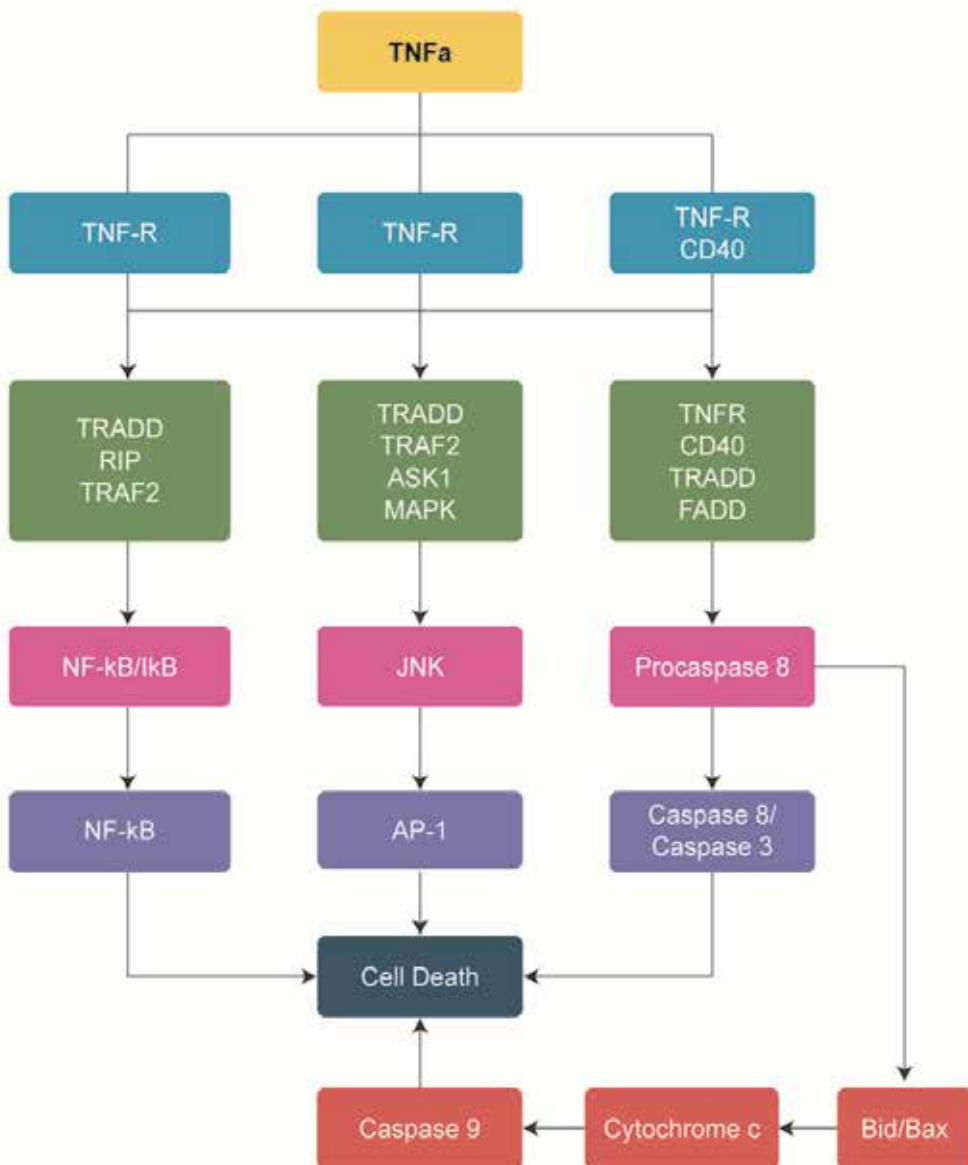 TNFa
TNF-R
TNF-R
TNF-R
CD40
TRADD
RIP
TRAF2
TRADD
TRAF2
ASK1
MAPK
TNFR
CD40
TRADD
FADD
NF-kB/IkB
JNK
Procaspase 8
NF-kB
AP-1
Caspase 8/
Caspase 3
Cell Death
Caspase 9
Cytochrome c
Bid/Bax